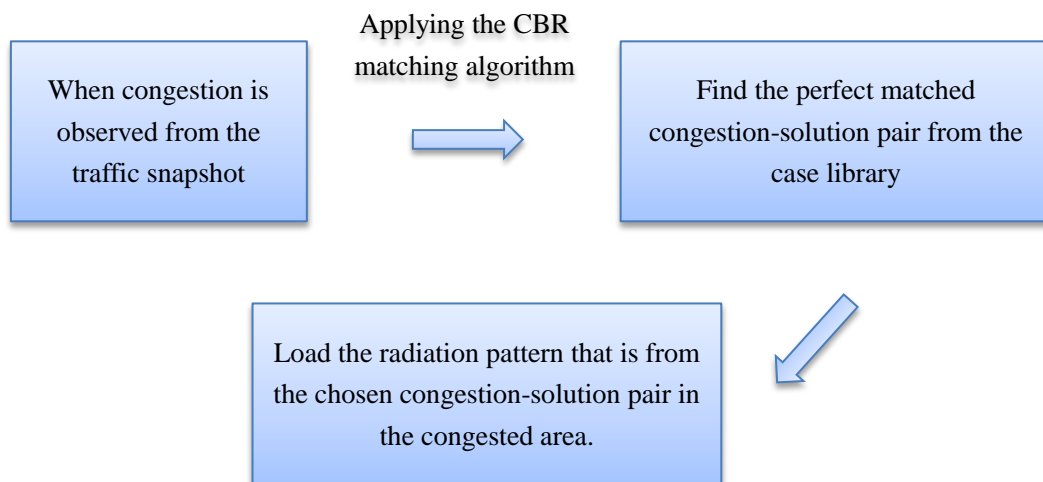 Applying the CBR
matching algorithm
When congestion is
observed from the
traffic snapshot
Find the perfect matched
congestion-solution pair from the
case library
Load the radiation pattern that is from
the chosen congestion-solution pair in
the congested area.